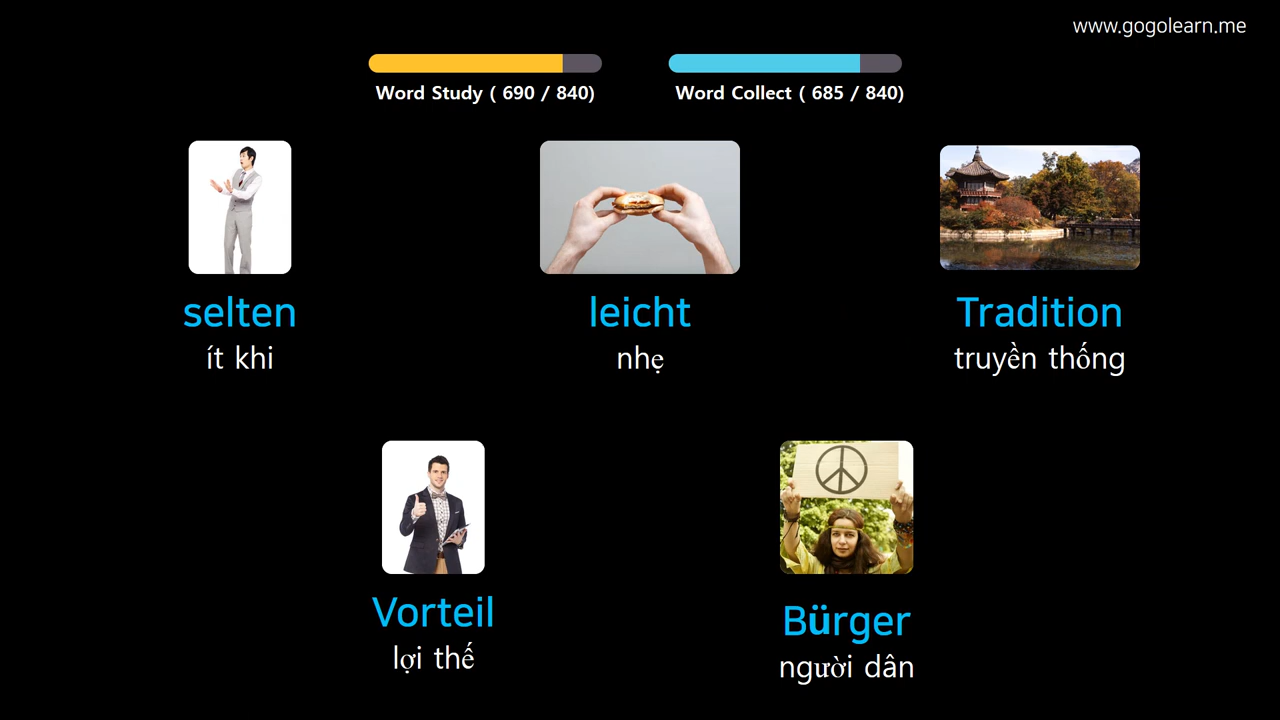 www.gogolearn.me
Word Study ( 690 / 840)
Word Collect ( 685 / 840)
selten
ít khi
leicht
nhẹ
Tradition
truyền thống
Vorteil
lợi thế
Bürger
người dân